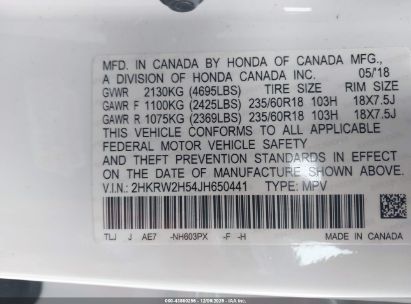 MFD. IN CANADA BY HONDA OF CANADA MFG.,
A DIVISION OF HONDA CANADA INC. 05/'18
GVWR 2130KG (4695LBS) TIRE SIZE RIM SIZE
GAWR F 1100KG (2425LBS) 235/60R18 103H 18X7.5J
GAWR R 1075KG (2369LBS) 235/60R18 103H 18X7.5J
THIS VEHICLE CONFORMS TO ALL APPLICABLE
FEDERAL MOTOR VEHICLE SAFETY
AND THEFT PREVENTION STANDARDS IN EFFECT
ON THE DATE OF MANUFACTURE SHOWN ABOVE.
V.I.N.: 2HKRW2H54JH650441 TYPE: MPV
TLJ J AE7 -NH603PX -F -H
MADE IN CANADA